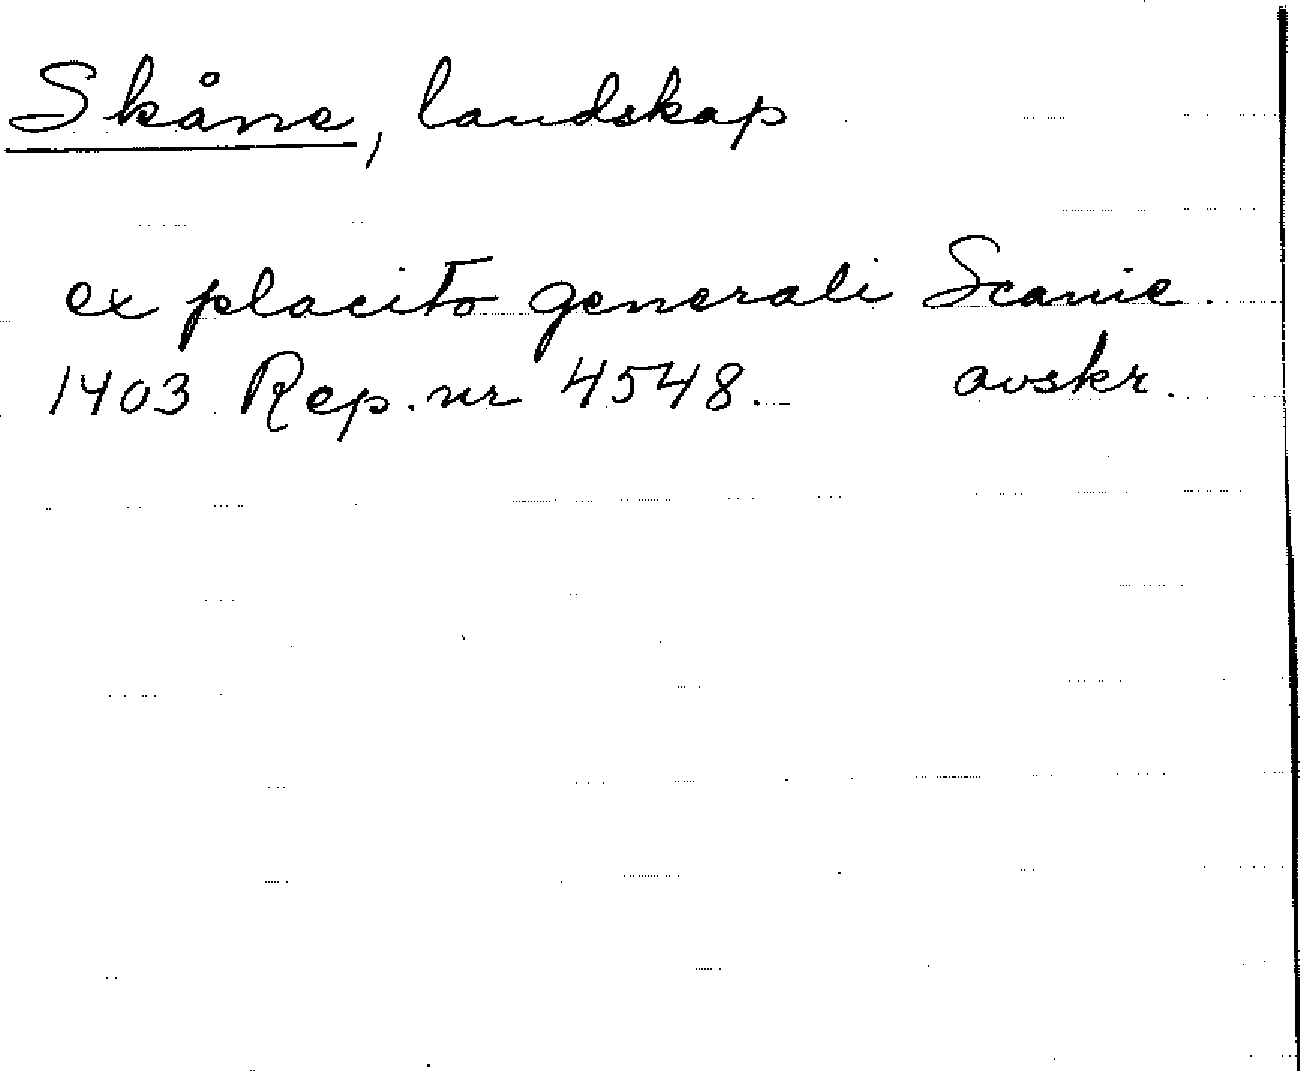 Skåne, landskap
ex placito generali Scanie.
1403 Rep. nr 4548. avskr.